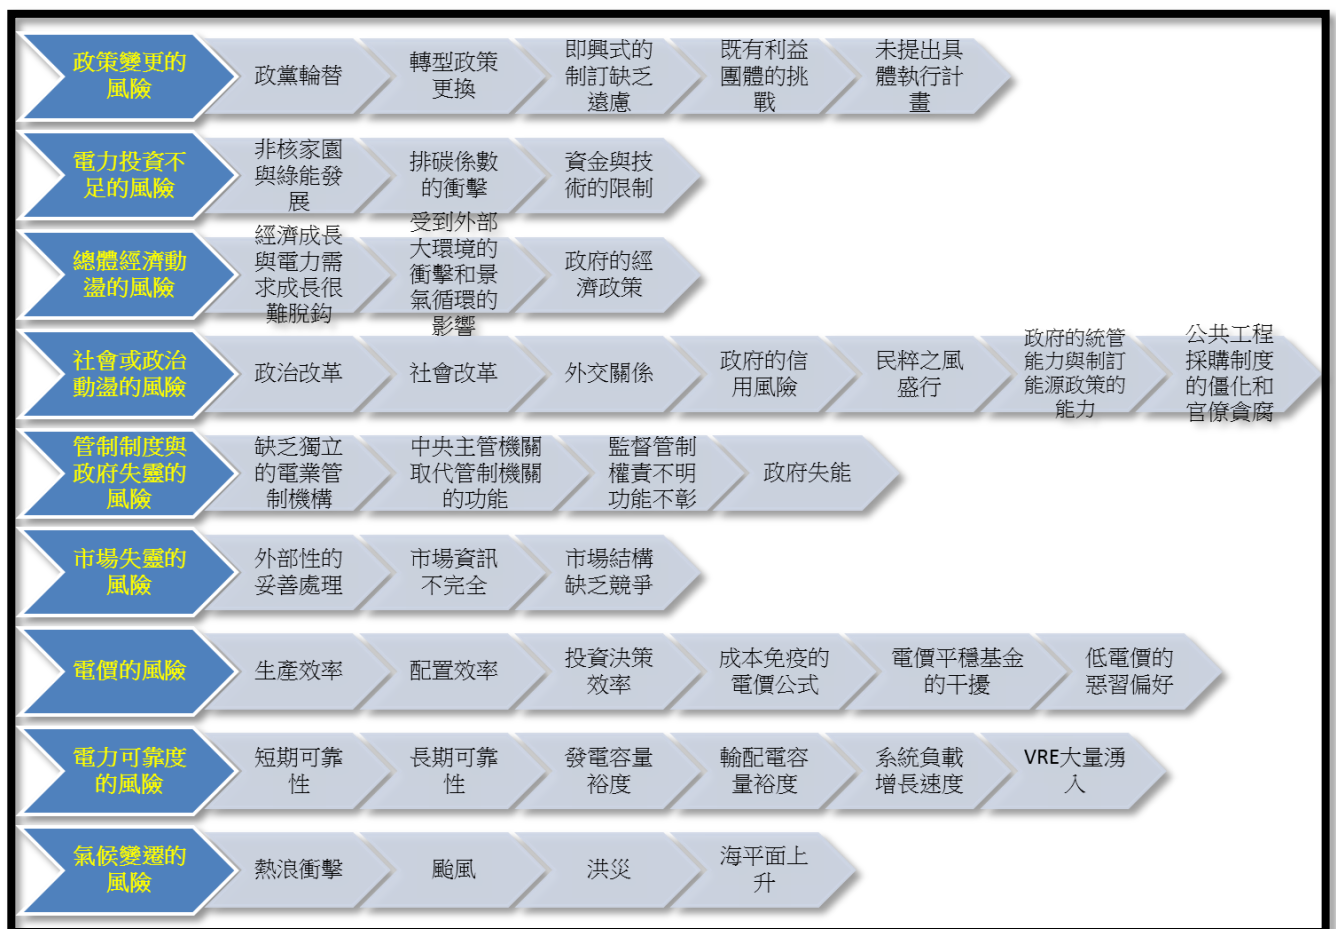 政策變更的
風險
政黨輪替
轉型政策
更換
即興式的
制訂缺乏
遠慮
既有利益
團體的挑
戰
未提出具
體執行計
畫
電力投資不
足的風險
非核家園
與綠能發
展
排碳係數
的衝擊
資金與技
術的限制
總體經濟動
盪的風險
經濟成長
與電力需
求成長很
難脫鈎
受到外部
大環境的
衝擊和景
氣循環的
影響
政府的經
濟政策
社會或政治
動盪的風險
政治改革
社會改革
外交關係
政府的信
用風險
民粹之風
盛行
政府的統管
能力與制訂
能源政策的
能力
公共工程
採購制度
的僵化和
官僚貪腐
管制制度與
政府失靈的
風險
缺乏獨立
的電業管
制機構
中央主管機關
取代管制機關
的功能
監督管制
權責不明
功能不彰
政府失能
市場失靈的
風險
外部性的
妥善處理
市場資訊
不完全
市場結構
缺乏競爭
電價的風險
生產效率
配置效率
投資決策
效率
成本免疫的
電價公式
電價平穩基金
的干擾
低電價的
惡習偏好
電力可靠度
的風險
短期可靠
性
長期可靠
性
發電容量
裕度
輸配電容
量裕度
系統負載
增長速度
VRE大量湧
入
氣候變遷的
風險
熱浪衝擊
颱風
洪災
海平面上
升